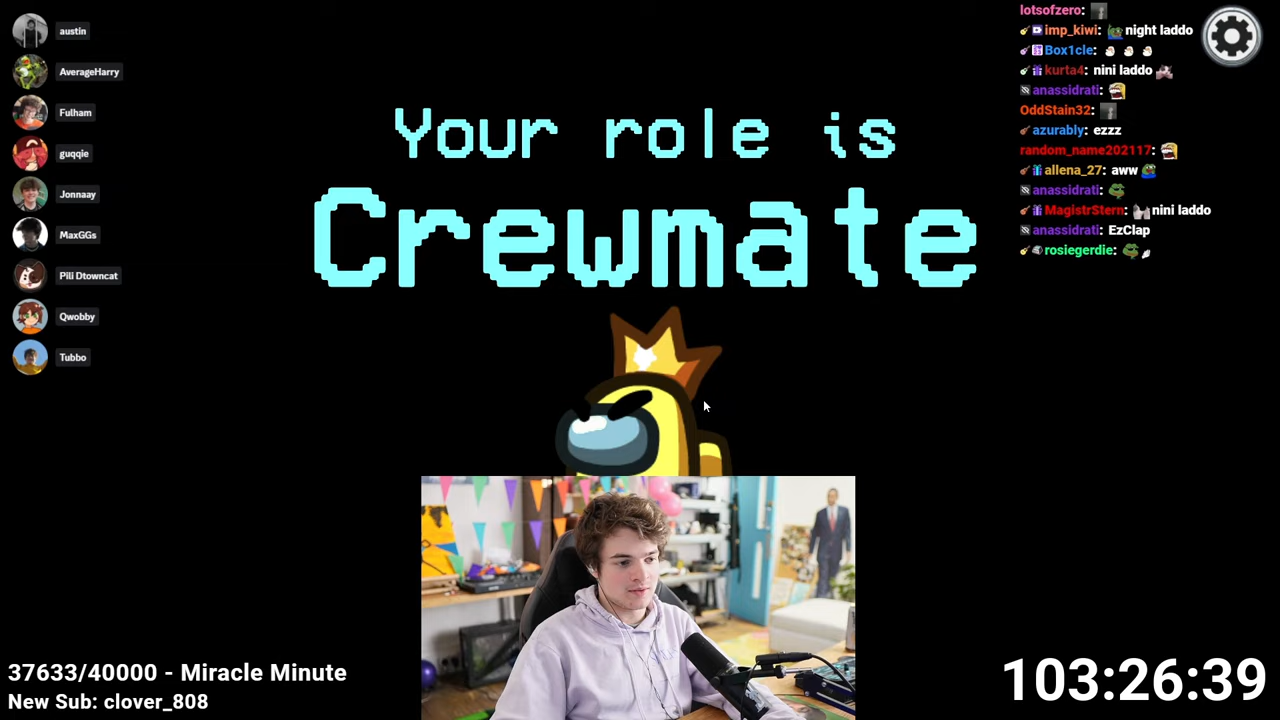 austin
AverageHarry
Fulham
guqqie
Jonnaay
MaxGGs
Pili Dtowncat
Qwobby
Tubbo
Your role is
Crewmate
lotsofzero:
imp_kiwi: night laddo
Box1cle:
kurta4: nini laddo
anassidrati:
OddStain32:
azurably: ezzz
random_name202117:
allena_27: aww
anassidrati:
MagistrStern: nini laddo
anassidrati: EzClap
rosiegerdie:
37633/40000 - Miracle Minute
New Sub: clover_808
103:26:39